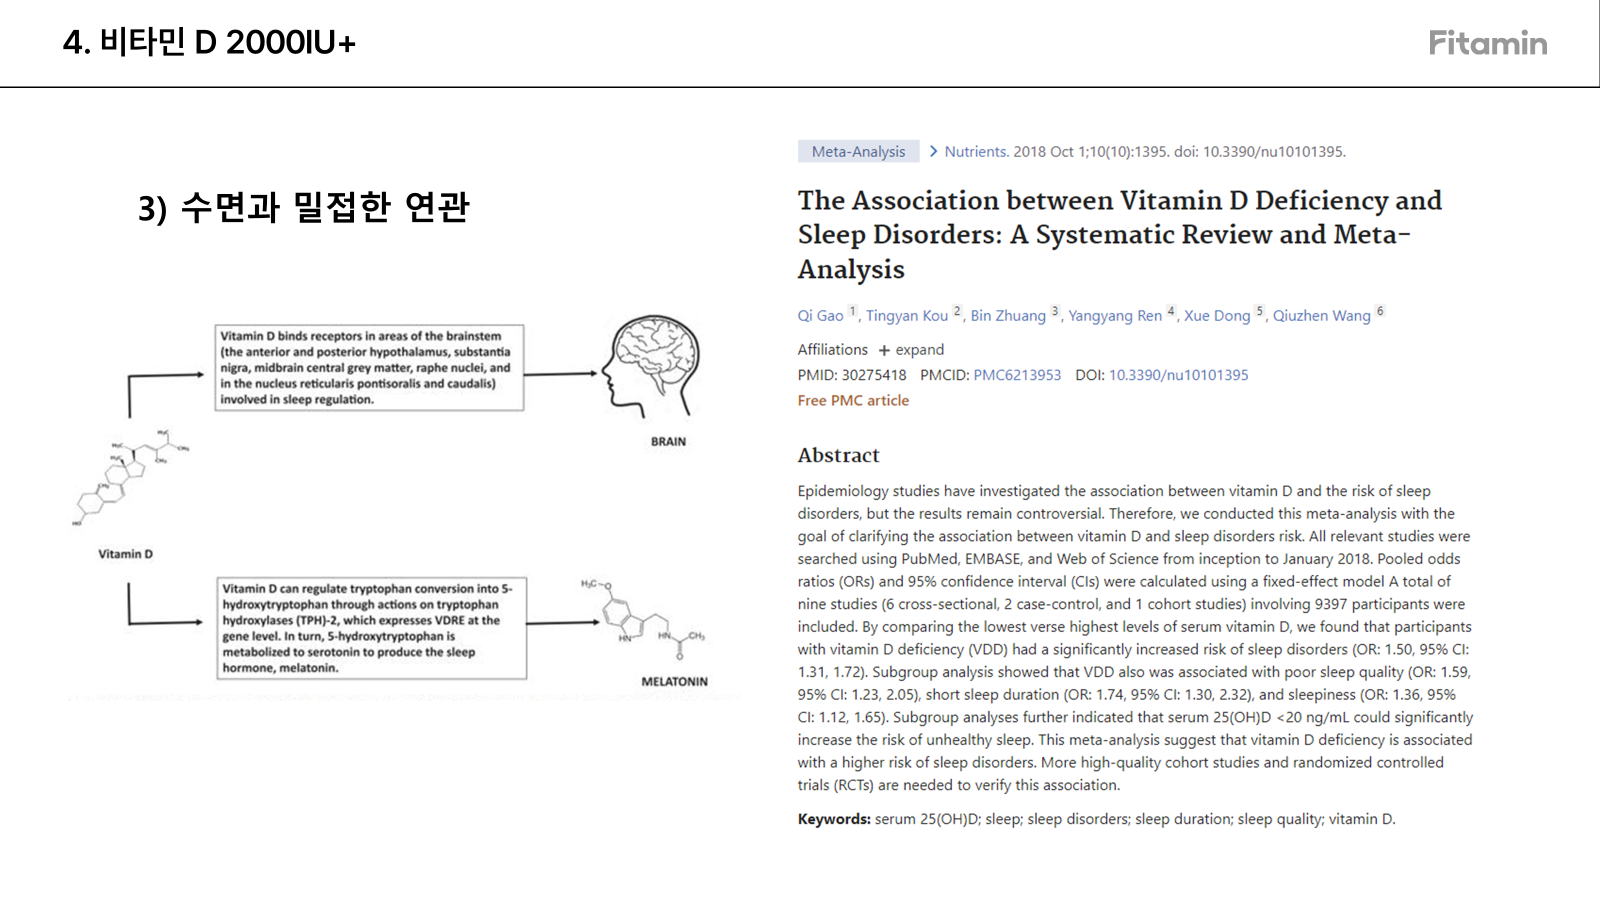 4. 비타민 D 2000IU+
Fitamin
3) 수면과 밀접한 연관
Vitamin D binds receptors in areas of the brainstem
(the anterior and posterior hypothalamus, substantia
nigra, midbrain central grey matter, raphe nuclei, and
in the nucleus reticularis pontisoralis and caudalis)
involved in sleep regulation.
BRAIN
H₃C
CH₃
H₃C
H₃C
CH₃
CH₂
HO
Vitamin D
Vitamin D can regulate tryptophan conversion into 5-
hydroxytryptophan through actions on tryptophan
hydroxylases (TPH)-2, which expresses VDRE at the
gene level. In turn, 5-hydroxytryptophan is
metabolized to serotonin to produce the sleep
hormone, melatonin.
H₃C-O
HN
HN
CH₃
O
MELATONIN
Meta-Analysis > Nutrients. 2018 Oct 1;10(10):1395. doi: 10.3390/nu10101395.
The Association between Vitamin D Deficiency and
Sleep Disorders: A Systematic Review and Meta-
Analysis
Qi Gao 1, Tingyan Kou 2, Bin Zhuang 3, Yangyang Ren 4, Xue Dong 5, Qiuzhen Wang 6
Affiliations + expand
PMID: 30275418 PMCID: PMC6213953 DOI: 10.3390/nu10101395
Free PMC article
Abstract
Epidemiology studies have investigated the association between vitamin D and the risk of sleep
disorders, but the results remain controversial. Therefore, we conducted this meta-analysis with the
goal of clarifying the association between vitamin D and sleep disorders risk. All relevant studies were
searched using PubMed, EMBASE, and Web of Science from inception to January 2018. Pooled odds
ratios (ORs) and 95% confidence interval (CIs) were calculated using a fixed-effect model A total of
nine studies (6 cross-sectional, 2 case-control, and 1 cohort studies) involving 9397 participants were
included. By comparing the lowest verse highest levels of serum vitamin D, we found that participants
with vitamin D deficiency (VDD) had a significantly increased risk of sleep disorders (OR: 1.50, 95% CI:
1.31, 1.72). Subgroup analysis showed that VDD also was associated with poor sleep quality (OR: 1.59,
95% CI: 1.23, 2.05), short sleep duration (OR: 1.74, 95% CI: 1.30, 2.32), and sleepiness (OR: 1.36, 95%
CI: 1.12, 1.65). Subgroup analyses further indicated that serum 25(OH)D <20 ng/mL could significantly
increase the risk of unhealthy sleep. This meta-analysis suggest that vitamin D deficiency is associated
with a higher risk of sleep disorders. More high-quality cohort studies and randomized controlled
trials (RCTs) are needed to verify this association.
Keywords: serum 25(OH)D; sleep; sleep disorders; sleep duration; sleep quality; vitamin D.